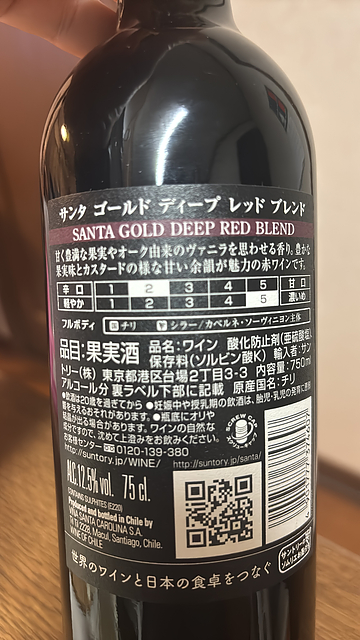 サンタ ゴールド ディープ レッド ブレンド
SANTA GOLD DEEP RED BLEND
甘く豊満な果実やオーク由来のヴァニラを思わせる香り。豊かな
果実味とカスタードの様な甘い余韻が魅力の赤ワインです。
辛口 1 2 3 4 5 甘口
軽やか 1 2 3 4 5 濃いめ
フルボディ チリ シラー/カベルネ・ソーヴィニヨン主体
品目:果実酒 品名:ワイン 酸化防止剤(亜硫酸塩)、
保存料(ソルビン酸K) 輸入者:サン
トリー(株) 東京都港区台場2丁目3-3 内容量:750ml
アルコール分 裏ラベル下部に記載 原産国名:チリ
●飲酒は20歳を過ぎてから ●妊娠中や授乳期の飲酒は、胎児・乳児の発育に悪影
響を与えるおそれがあります。●瓶底にオリや
結晶が出る場合があります。ワインの自然な
成分ですので、沈めて上澄みをお飲みください。
SCREW CAP
お客様センター 0120-139-380
http://suntory.jp/WINE/ http://suntory.jp/santa/
ALC.12.5% vol. 75 cl.
CONTAINS SULPHITES (E220)
Produced and bottled in Chile by
VIÑA SANTA CAROLINA S.A.
2228, Macul, Santiago, Chile.
WINE OF CHILE
世界のワインと日本の食卓をつなぐ
サントリー
ソムリエ